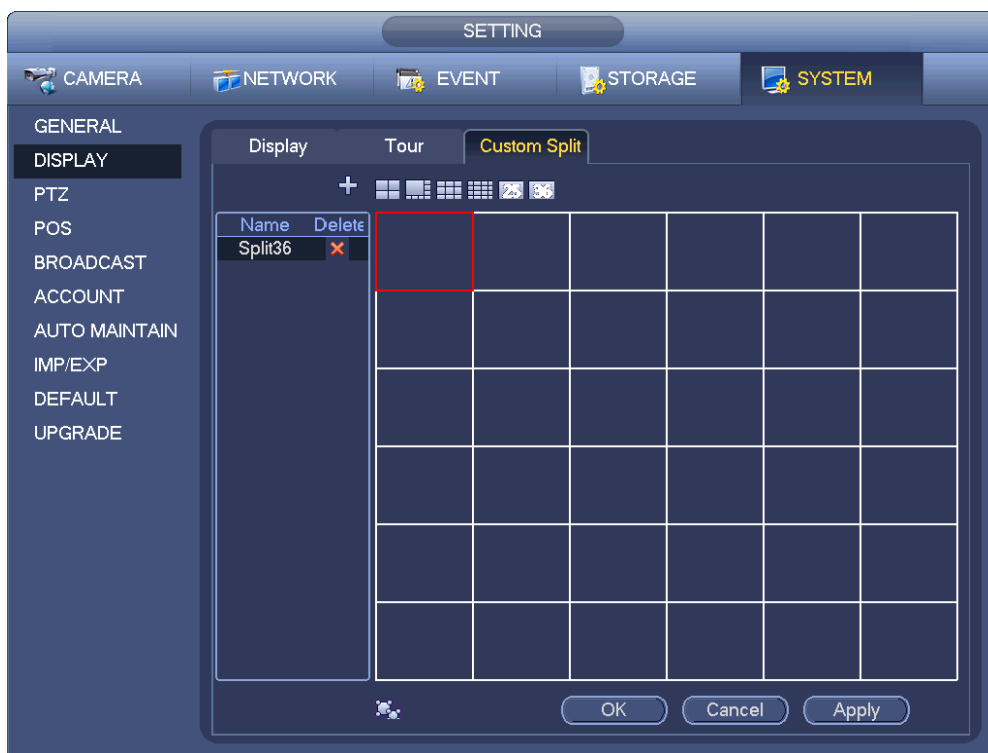 SETTING
CAMERA NETWORK EVENT STORAGE SYSTEM
GENERAL
DISPLAY
PTZ
POS
BROADCAST
ACCOUNT
AUTO MAINTAIN
IMP/EXP
DEFAULT
UPGRADE
Display Tour Custom Split
+
Name Delete
Split36
OK Cancel Apply